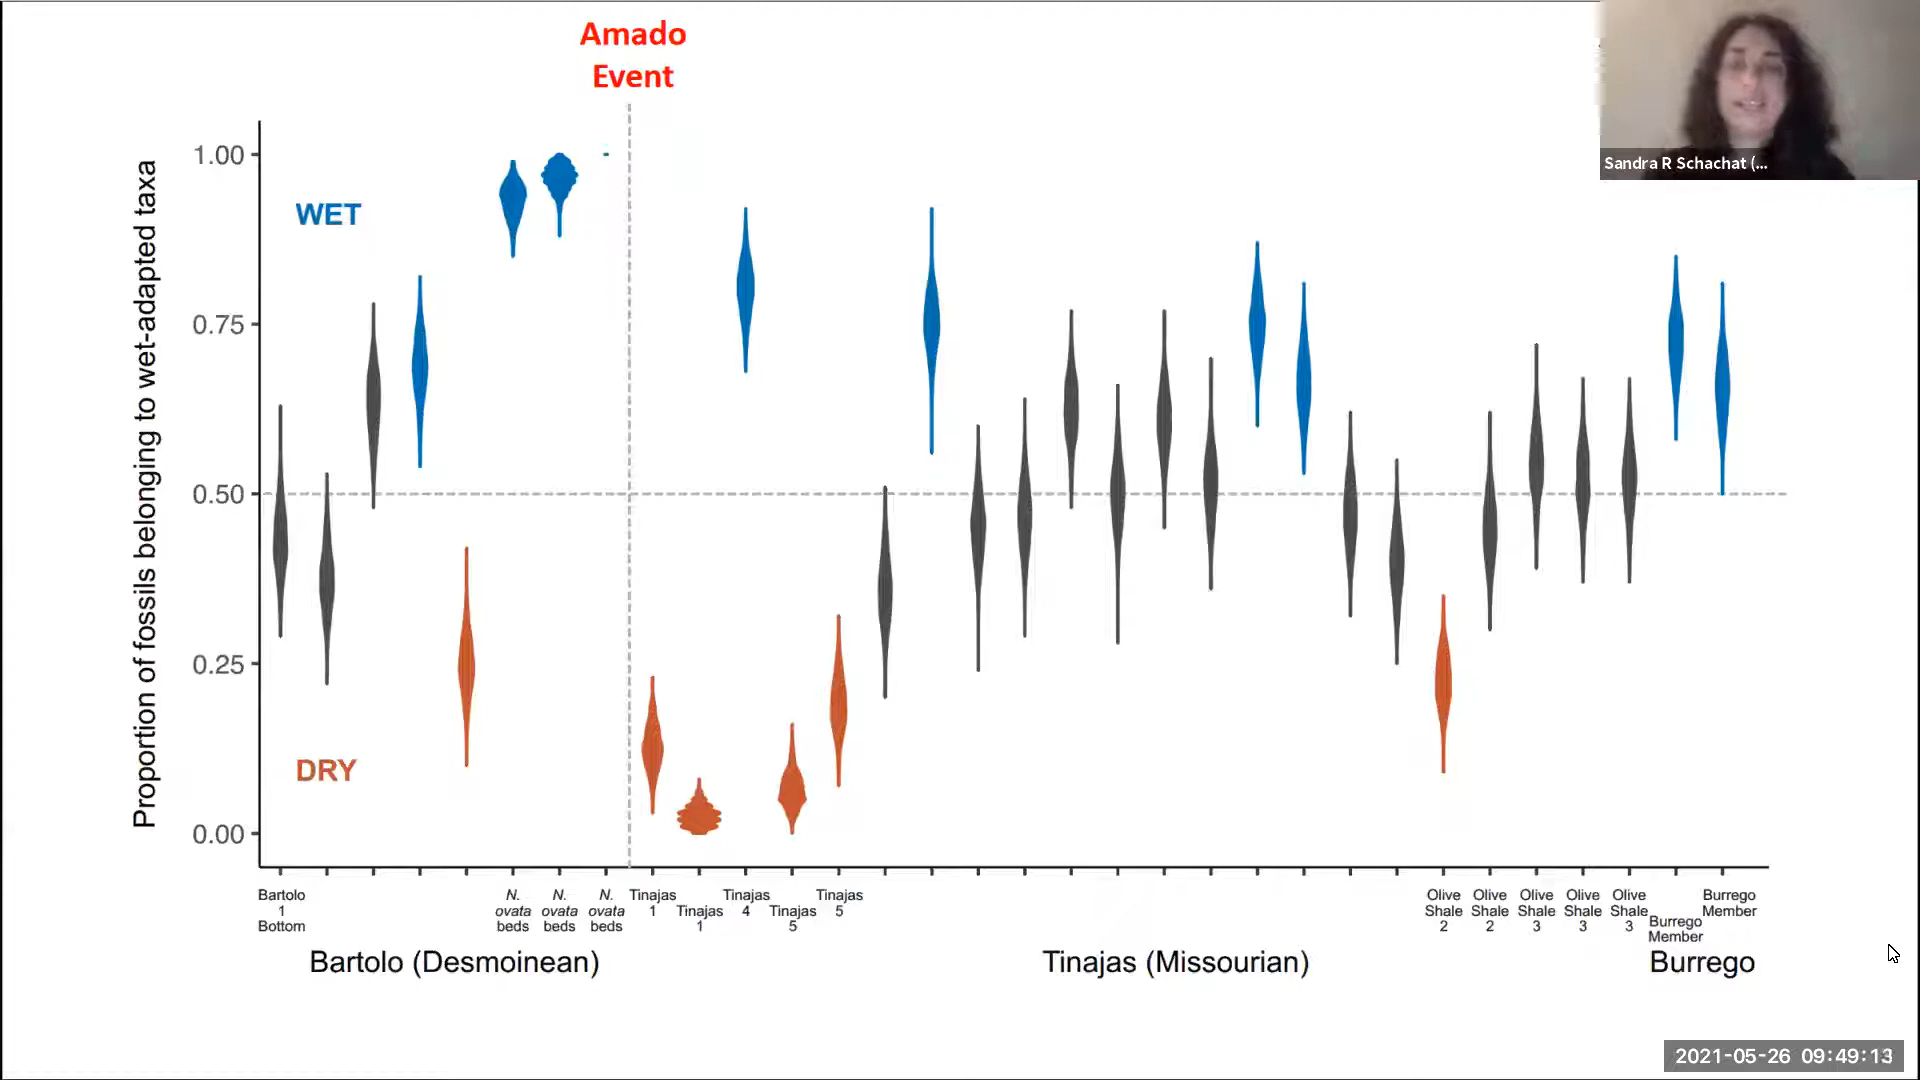 Amado
Event
Sandra R Schachat (...
Proportion of fossils belonging to wet-adapted taxa
1.00
0.75
0.50
0.25
0.00
WET
DRY
Bartolo
1
Bottom
N.
ovata
beds
N.
ovata
beds
N.
ovata
beds
Tinajas
1
Tinajas
1
Tinajas
4
Tinajas
5
Tinajas
5
Olive
Shale
2
Olive
Shale
2
Olive
Shale
3
Olive
Shale
3
Olive
Shale
3
Burrego
Member
Burrego
Member
Bartolo (Desmoinean)
Tinajas (Missourian)
Burrego
2021-05-26 09:49:13